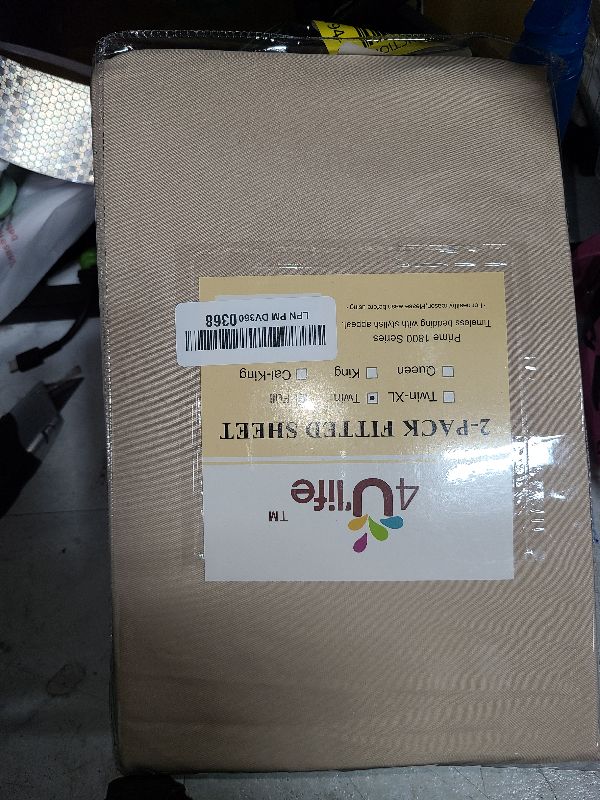 4U'life ™
2-PACK FITTED SHEET
Twin-XL Twin Full
Queen King Cal-King
Prime 1800 Series
Timeless bedding with stylish appeal.
LPN PM DV360 0368